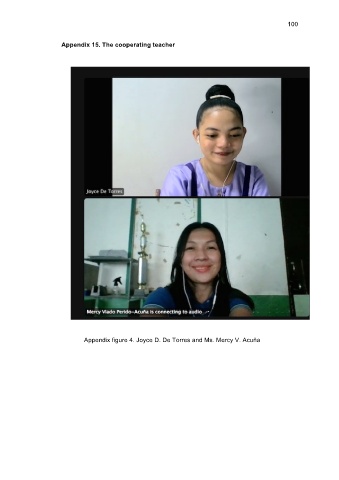 100
Appendix 15. The cooperating teacher
Joyce De Torres
Mercy Viado Perido-Acuña is connecting to audio
Appendix figure 4. Joyce D. De Torres and Ms. Mercy V. Acuña